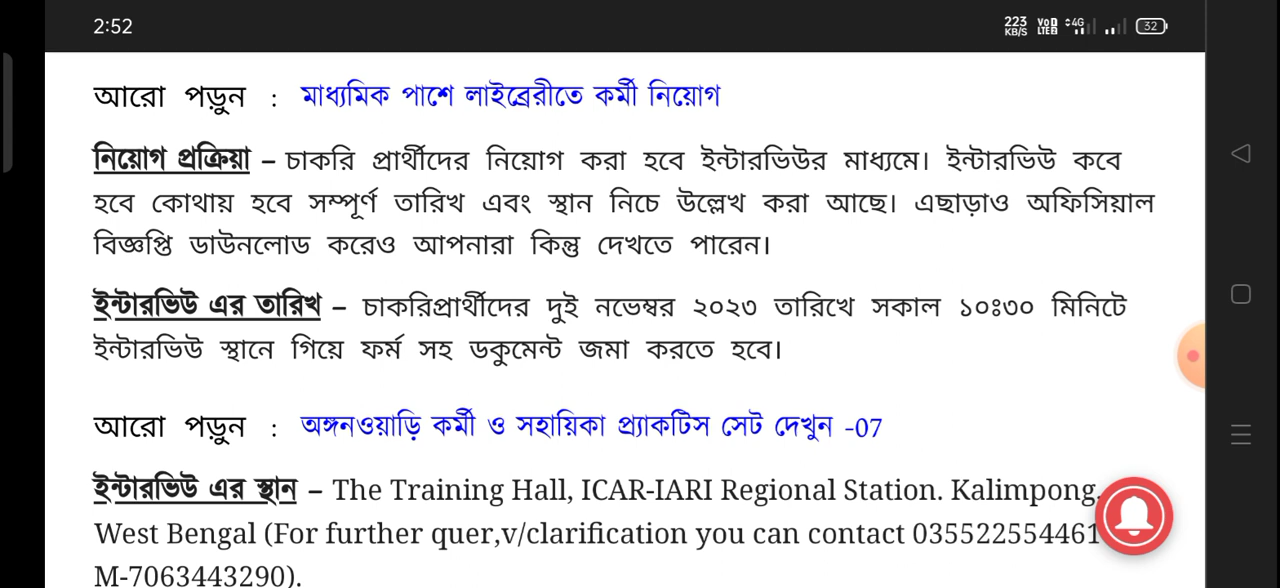 2:52
223 KB/S VoD LTE 4G 32
আরো পড়ুন : মাধ্যমিক পাশে লাইব্রেরীতে কর্মী নিয়োগ
নিয়োগ প্রক্রিয়া – চাকরি প্রার্থীদের নিয়োগ করা হবে ইন্টারভিউর মাধ্যমে। ইন্টারভিউ কবে
হবে কোথায় হবে সম্পূর্ণ তারিখ এবং স্থান নিচে উল্লেখ করা আছে। এছাড়াও অফিসিয়াল
বিজ্ঞপ্তি ডাউনলোড করেও আপনারা কিন্তু দেখতে পারেন।
ইন্টারভিউ এর তারিখ – চাকরিপ্রার্থীদের দুই নভেম্বর ২০২৩ তারিখে সকাল ১০ঃ৩০ মিনিটে
ইন্টারভিউ স্থানে গিয়ে ফর্ম সহ ডকুমেন্ট জমা করতে হবে।
আরো পড়ুন : অঙ্গনওয়াড়ি কর্মী ও সহায়িকা প্র্যাকটিস সেট দেখুন -07
ইন্টারভিউ এর স্থান – The Training Hall, ICAR-IARI Regional Station. Kalimpong.
West Bengal (For further quer,v/clarification you can contact 035522554461
M-7063443290).